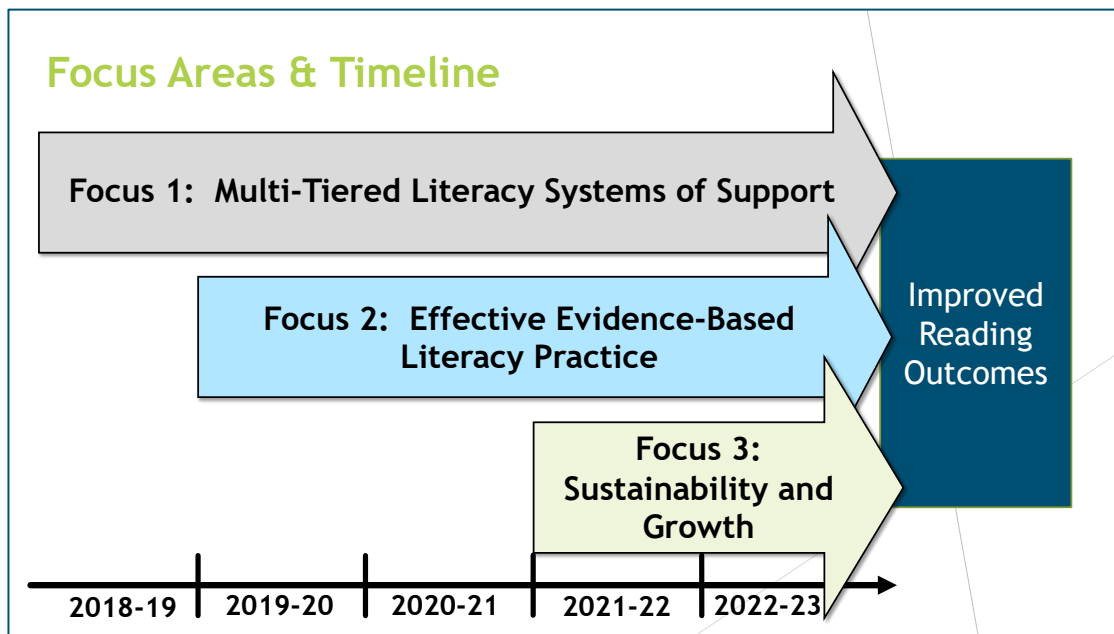 Focus Areas & Timeline
Focus 1:  Multi-Tiered Literacy Systems of Support
Focus 2:  Effective Evidence-Based
Literacy Practice
Focus 3:
Sustainability and
Growth
Improved
Reading
Outcomes
2018-19
2019-20
2020-21
2021-22
2022-23